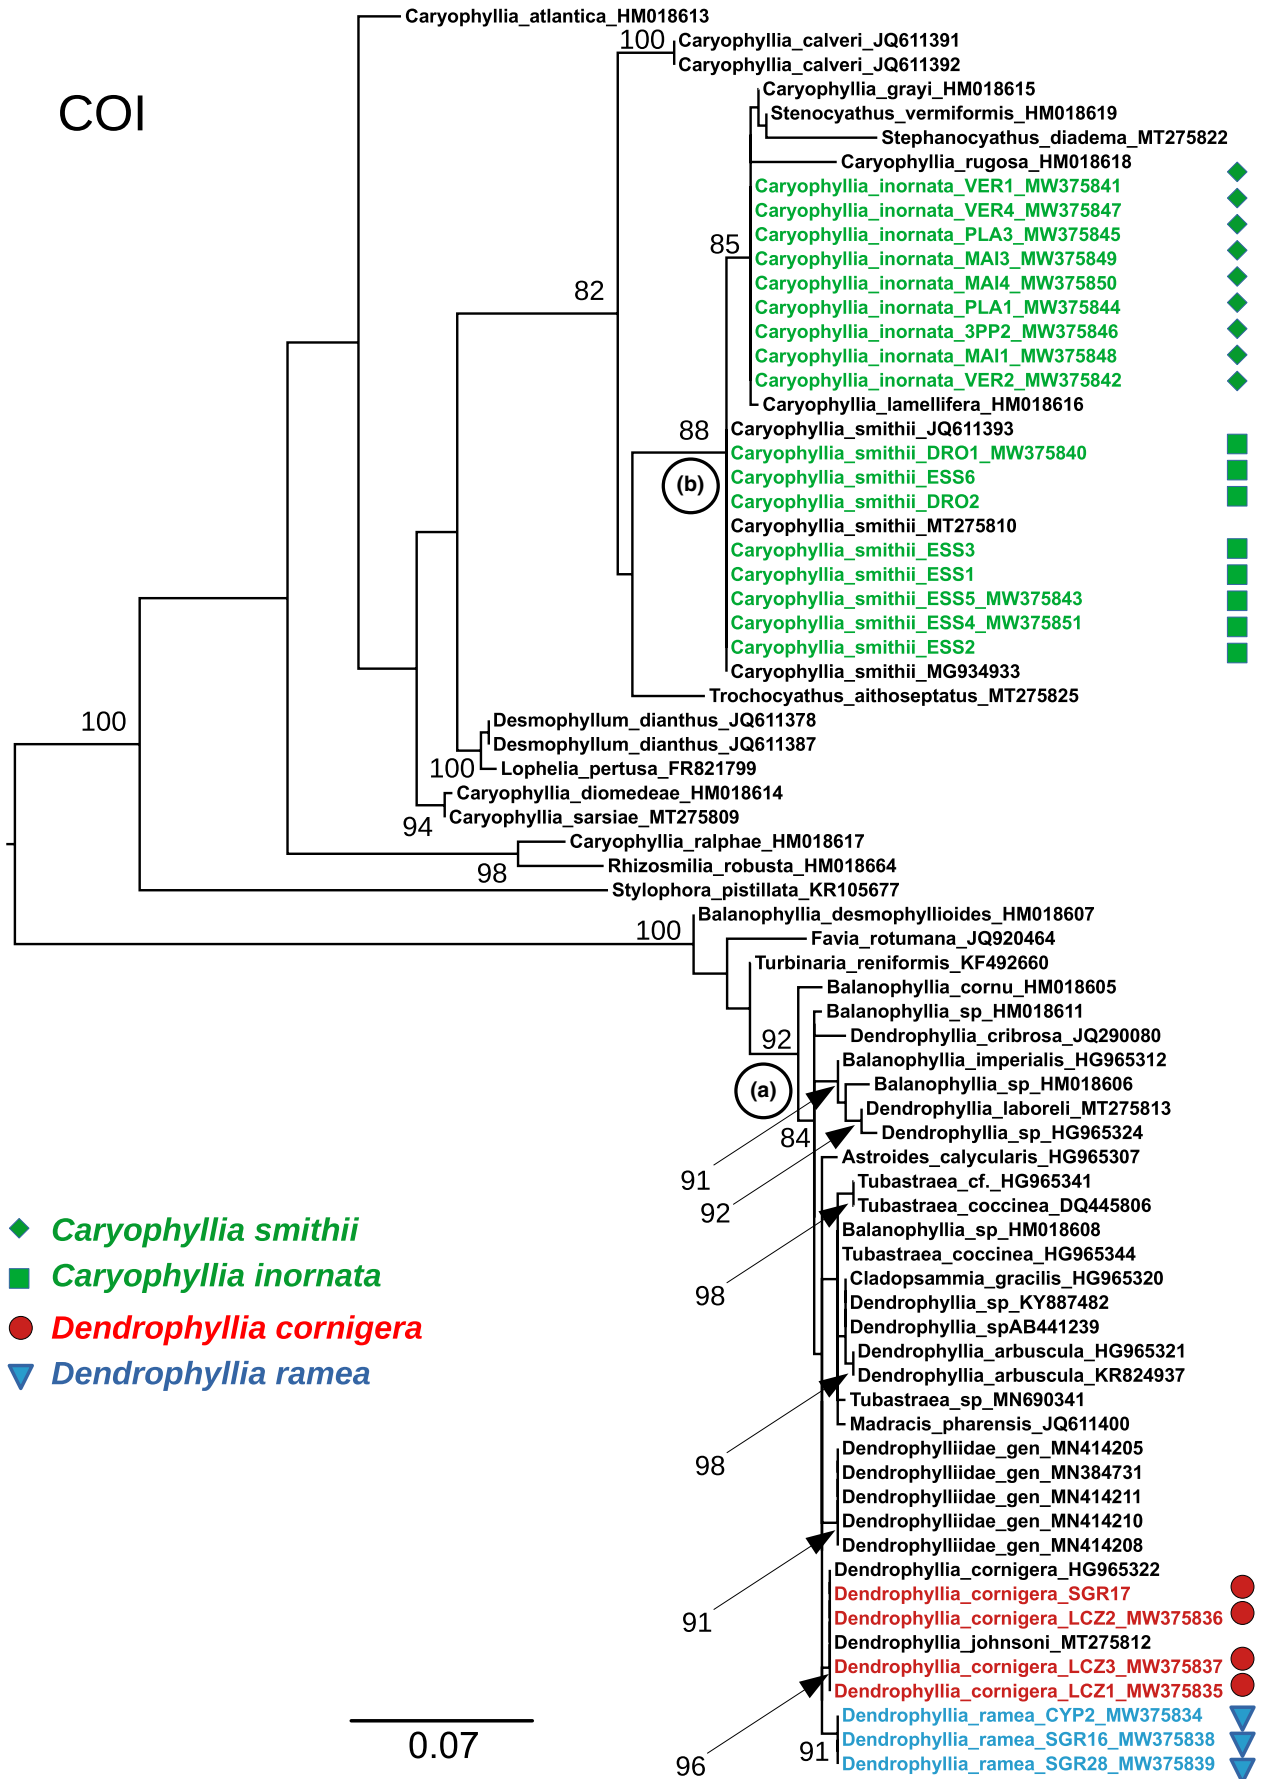 Caryophyllia_atlantica_HM018613
100
Caryophyllia_calveri_JQ611391
Caryophyllia_calveri_JQ611392
COI
Caryophyllia_grayi_HM018615
Stenocyathus_vermiformis_HM018619
Stephanocyathus_diadema_MT275822
Caryophyllia_rugosa_HM018618
Caryophyllia_inornata_VER1_MW375841
Caryophyllia_inornata_VER4_MW375847
Caryophyllia_inornata_PLA3_MW375845
85
Caryophyllia_inornata_MAI3_MW375849
Caryophyllia_inornata_MAI4_MW375850
82
Caryophyllia_inornata_PLA1_MW375844
Caryophyllia_inornata_3PP2_MW375846
Caryophyllia_inornata_MAI1_MW375848
Caryophyllia_inornata_VER2_MW375842
Caryophyllia_lamellifera_HM018616
88
Caryophyllia_smithii_JQ611393
Caryophyllia_smithii_DRO1_MW375840
Caryophyllia_smithii_ESS6
(b)
Caryophyllia_smithii_DRO2
Caryophyllia_smithii_MT275810
Caryophyllia_smithii_ESS3
Caryophyllia_smithii_ESS1
Caryophyllia_smithii_ESS5_MW375843
Caryophyllia_smithii_ESS4_MW375851
Caryophyllia_smithii_ESS2
Caryophyllia_smithii_MG934933
Trochocyathus_aithoseptatus_MT275825
100
Desmophyllum_dianthus_JQ611378
Desmophyllum_dianthus_JQ611387
100
Lophelia_pertusa_FR821799
Caryophyllia_diomedeae_HM018614
Caryophyllia_sarsiae_MT275809
94
Caryophyllia_ralphae_HM018617
Rhizosmilia_robusta_HM018664
98
Stylophora_pistillata_KR105677
Balanophyllia_desmophyllioides_HM018607
100
Favia_rotumana_JQ920464
Turbinaria_reniformis_KF492660
Balanophyllia_cornu_HM018605
Balanophyllia_sp_HM018611
92
Dendrophyllia_cribrosa_JQ290080
Balanophyllia_imperialis_HG965312
(a)
Balanophyllia_sp_HM018606
Dendrophyllia_laboreli_MT275813
84
Dendrophyllia_sp_HG965324
Astroides_calycularis_HG965307
91
Tubastraea_cf._HG965341
92
Tubastraea_coccinea_DQ445806
Balanophyllia_sp_HM018608
Caryophyllia smithii
Tubastraea_coccinea_HG965344
Caryophyllia inornata
Cladopsammia_gracilis_HG965320
98
Dendrophyllia_sp_KY887482
Dendrophyllia cornigera
Dendrophyllia_spAB441239
Dendrophyllia_arbuscula_HG965321
Dendrophyllia ramea
Dendrophyllia_arbuscula_KR824937
Tubastraea_sp_MN690341
Madracis_pharensis_JQ611400
Dendrophylliidae_gen_MN414205
98
Dendrophylliidae_gen_MN384731
Dendrophylliidae_gen_MN414211
Dendrophylliidae_gen_MN414210
Dendrophylliidae_gen_MN414208
Dendrophyllia_cornigera_HG965322
Dendrophyllia_cornigera_SGR17
91
Dendrophyllia_cornigera_LCZ2_MW375836
Dendrophyllia_johnsoni_MT275812
Dendrophyllia_cornigera_LCZ3_MW375837
Dendrophyllia_cornigera_LCZ1_MW375835
Dendrophyllia_ramea_CYP2_MW375834
0.07
Dendrophyllia_ramea_SGR16_MW375838
91
Dendrophyllia_ramea_SGR28_MW375839
96